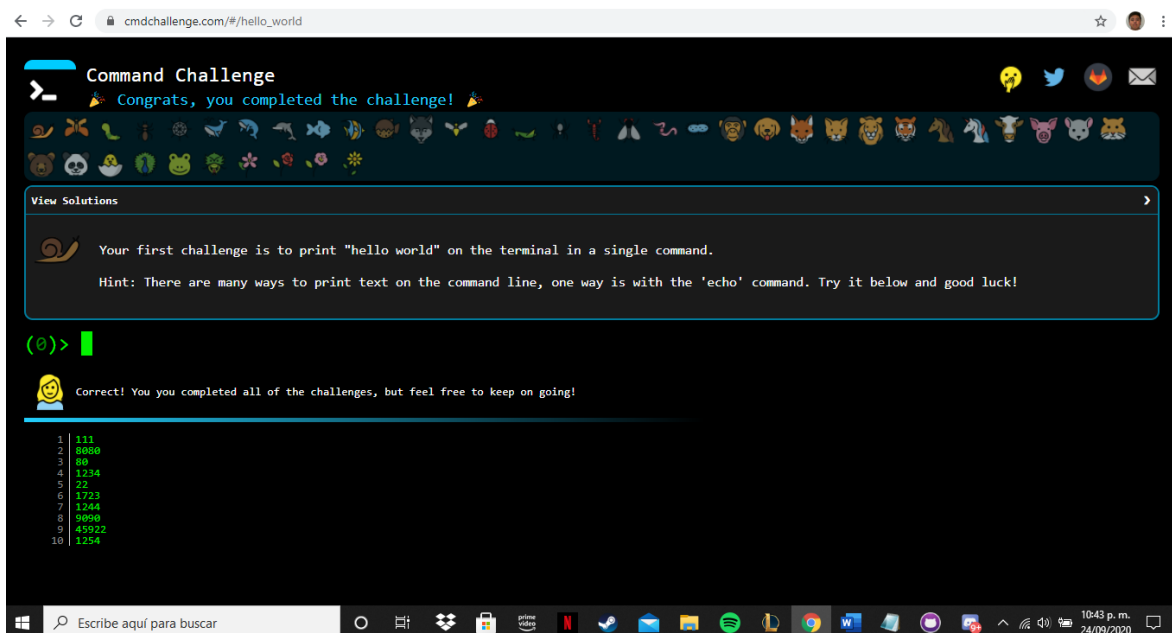 cmdchallenge.com/#/hello_world
Command Challenge
Congrats, you completed the challenge!
View Solutions
Your first challenge is to print "hello world" on the terminal in a single command.
Hint: There are many ways to print text on the command line, one way is with the 'echo' command. Try it below and good luck!
(0)>
Correct! You you completed all of the challenges, but feel free to keep on going!
1 111
2 8080
3 80
4 1234
5 22
6 1723
7 1244
8 9090
9 45922
10 1254
Escribe aquí para buscar
prime video
N
W
9+
10:43 p. m.
24/09/2020